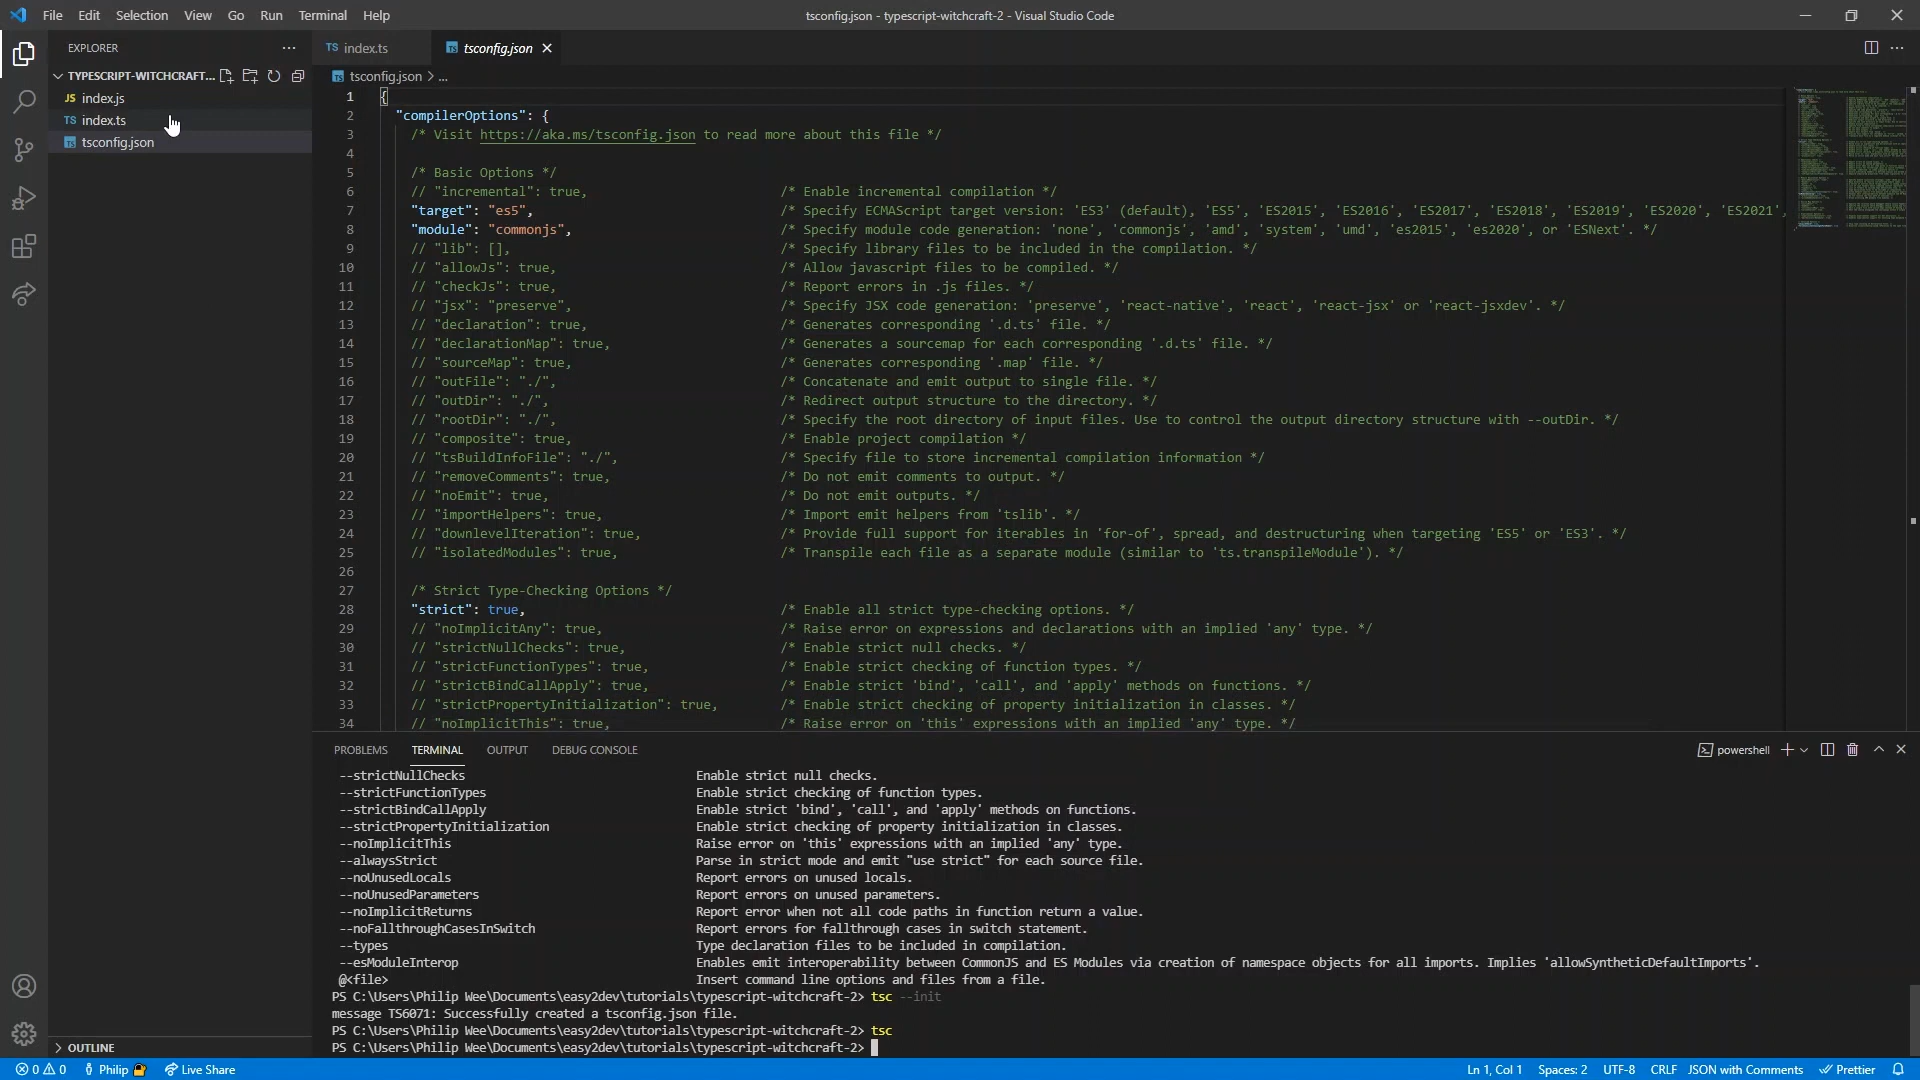 File Edit Selection View Go Run Terminal Help
tsconfig.json - typescript-witchcraft-2 - Visual Studio Code
EXPLORER
TYPESCRIPT-WITCHCRAFT...
JS index.js
TS index.ts
TS tsconfig.json
OUTLINE
TS index.ts
TS tsconfig.json
TS tsconfig.json > ...
1 {
2 "compilerOptions": {
3 /* Visit https://aka.ms/tsconfig.json to read more about this file */
4
5 /* Basic Options */
6 // "incremental": true, /* Enable incremental compilation */
7 "target": "es5", /* Specify ECMAScript target version: 'ES3' (default), 'ES5', 'ES2015', 'ES2016', 'ES2017', 'ES2018', 'ES2019', 'ES2020', 'ES2021',
8 "module": "commonjs", /* Specify module code generation: 'none', 'commonjs', 'amd', 'system', 'umd', 'es2015', 'es2020', or 'ESNext'. */
9 // "lib": [], /* Specify library files to be included in the compilation. */
10 // "allowJs": true, /* Allow javascript files to be compiled. */
11 // "checkJs": true, /* Report errors in .js files. */
12 // "jsx": "preserve", /* Specify JSX code generation: 'preserve', 'react-native', 'react', 'react-jsx' or 'react-jsxdev'. */
13 // "declaration": true, /* Generates corresponding '.d.ts' file. */
14 // "declarationMap": true, /* Generates a sourcemap for each corresponding '.d.ts' file. */
15 // "sourceMap": true, /* Generates corresponding '.map' file. */
16 // "outFile": "./", /* Concatenate and emit output to single file. */
17 // "outDir": "./", /* Redirect output structure to the directory. */
18 // "rootDir": "./", /* Specify the root directory of input files. Use to control the output directory structure with --outDir. */
19 // "composite": true, /* Enable project compilation */
20 // "tsBuildInfoFile": "./", /* Specify file to store incremental compilation information */
21 // "removeComments": true, /* Do not emit comments to output. */
22 // "noEmit": true, /* Do not emit outputs. */
23 // "importHelpers": true, /* Import emit helpers from 'tslib'. */
24 // "downlevelIteration": true, /* Provide full support for iterables in 'for-of', spread, and destructuring when targeting 'ES5' or 'ES3'. */
25 // "isolatedModules": true, /* Transpile each file as a separate module (similar to 'ts.transpileModule'). */
26
27 /* Strict Type-Checking Options */
28 "strict": true, /* Enable all strict type-checking options. */
29 // "noImplicitAny": true, /* Raise error on expressions and declarations with an implied 'any' type. */
30 // "strictNullChecks": true, /* Enable strict null checks. */
31 // "strictFunctionTypes": true, /* Enable strict checking of function types. */
32 // "strictBindCallApply": true, /* Enable strict 'bind', 'call', and 'apply' methods on functions. */
33 // "strictPropertyInitialization": true, /* Enable strict checking of property initialization in classes. */
34 // "noImplicitThis": true, /* Raise error on 'this' expressions with an implied 'any' type. */
PROBLEMS TERMINAL OUTPUT DEBUG CONSOLE
powershell
--strictNullChecks Enable strict null checks.
--strictFunctionTypes Enable strict checking of function types.
--strictBindCallApply Enable strict 'bind', 'call', and 'apply' methods on functions.
--strictPropertyInitialization Enable strict checking of property initialization in classes.
--noImplicitThis Raise error on 'this' expressions with an implied 'any' type.
--alwaysStrict Parse in strict mode and emit "use strict" for each source file.
--noUnusedLocals Report errors on unused locals.
--noUnusedParameters Report errors on unused parameters.
--noImplicitReturns Report error when not all code paths in function return a value.
--noFallthroughCasesInSwitch Report errors for fallthrough cases in switch statement.
--types Type declaration files to be included in compilation.
--esModuleInterop Enables emit interoperability between CommonJS and ES Modules via creation of namespace objects for all imports. Implies 'allowSyntheticDefaultImports'.
@<file> Insert command line options and files from a file.
PS C:\Users\Philip Wee\Documents\easy2dev\tutorials\typescript-witchcraft-2> tsc --init
message TS6071: Successfully created a tsconfig.json file.
PS C:\Users\Philip Wee\Documents\easy2dev\tutorials\typescript-witchcraft-2> tsc
PS C:\Users\Philip Wee\Documents\easy2dev\tutorials\typescript-witchcraft-2>
0 0 Philip Live Share
Ln 1, Col 1 Spaces: 2 UTF-8 CRLF JSON with Comments Prettier